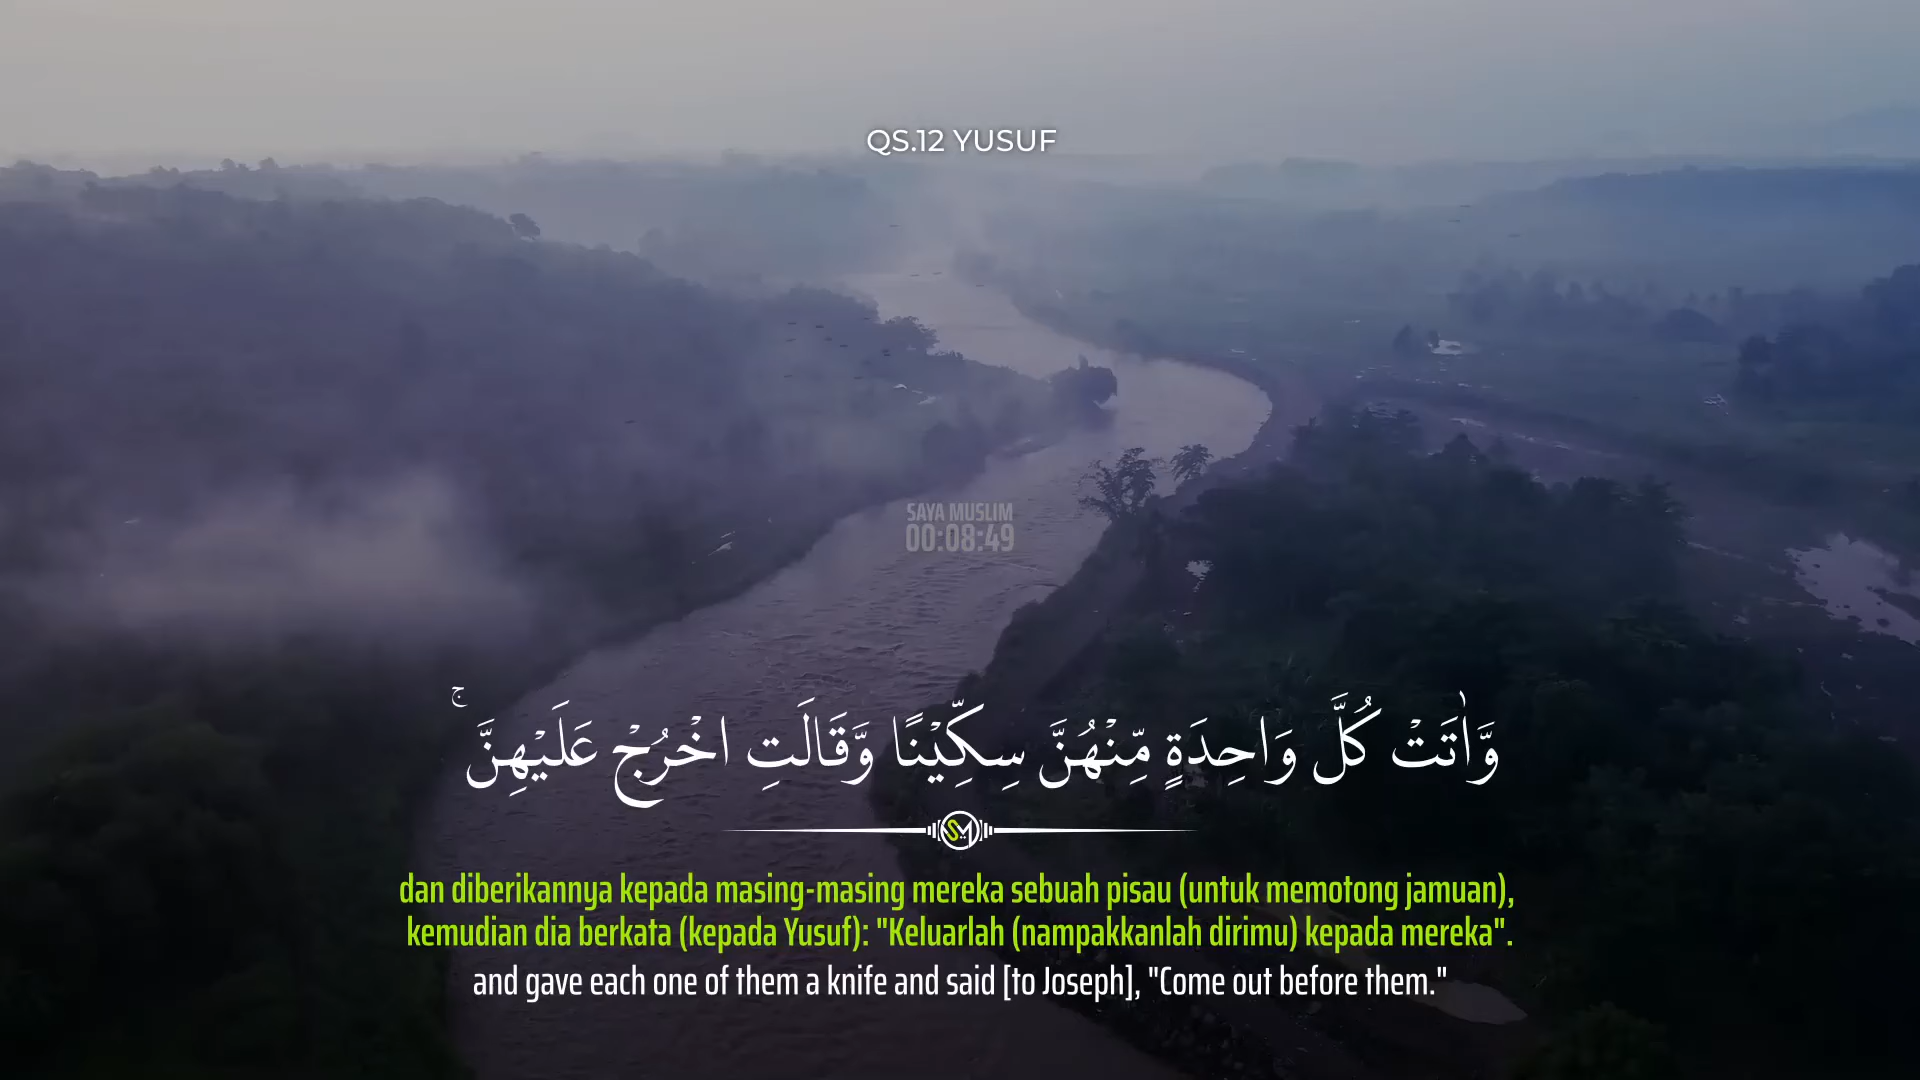 QS.12 YUSUF
SAYA MUSLIM
00:08:49
وَّاٰتَتْ كُلَّ وَاحِدَةٍ مِّنْهُنَّ سِكِّيْنًا وَّقَالَتِ اخْرُجْ عَلَيْهِنَّ ۚ
SM
dan diberikannya kepada masing-masing mereka sebuah pisau (untuk memotong jamuan),
kemudian dia berkata (kepada Yusuf): "Keluarlah (nampakkanlah dirimu) kepada mereka".
and gave each one of them a knife and said [to Joseph], "Come out before them."